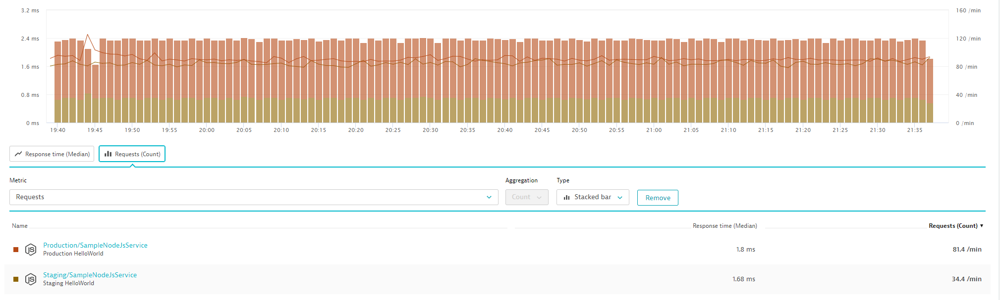 3.2 ms
160 /min
2.4 ms
120 /min
1.6 ms
80 /min
0.8 ms
40 /min
0 ms
0 /min
19:40 19:45 19:50 19:55 20:00 20:05 20:10 20:15 20:20 20:25 20:30 20:35 20:40 20:45 20:50 20:55 21:00 21:05 21:10 21:15 21:20 21:25 21:30 21:35
Response time (Median) Requests (Count)
Metric Aggregation Type
Requests Count Stacked bar Remove
Name Response time (Median) Requests (Count) ▼
JS Production/SampleNodeJsService 1.8 ms 81.4 /min
Production HelloWorld
JS Staging/SampleNodeJsService 1.68 ms 34.4 /min
Staging HelloWorld